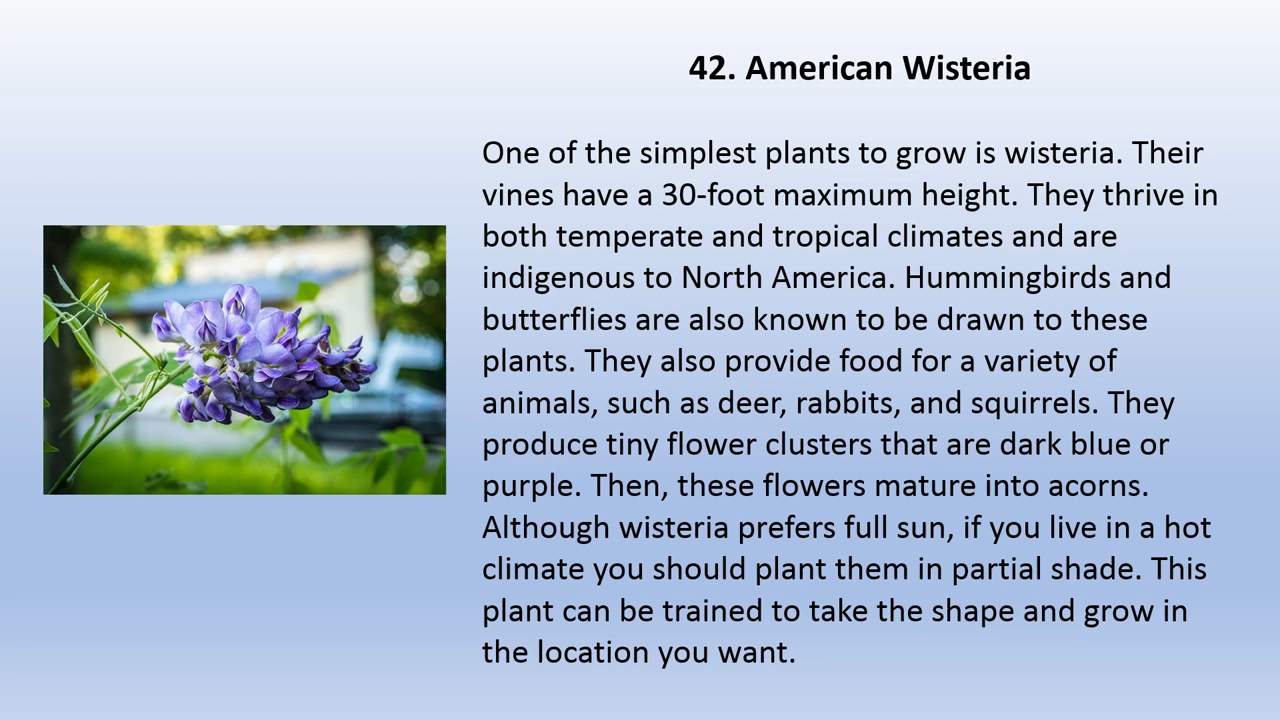 42. American Wisteria
One of the simplest plants to grow is wisteria. Their
vines have a 30-foot maximum height. They thrive in
both temperate and tropical climates and are
indigenous to North America. Hummingbirds and
butterflies are also known to be drawn to these
plants. They also provide food for a variety of
animals, such as deer, rabbits, and squirrels. They
produce tiny flower clusters that are dark blue or
purple. Then, these flowers mature into acorns.
Although wisteria prefers full sun, if you live in a hot
climate you should plant them in partial shade. This
plant can be trained to take the shape and grow in
the location you want.